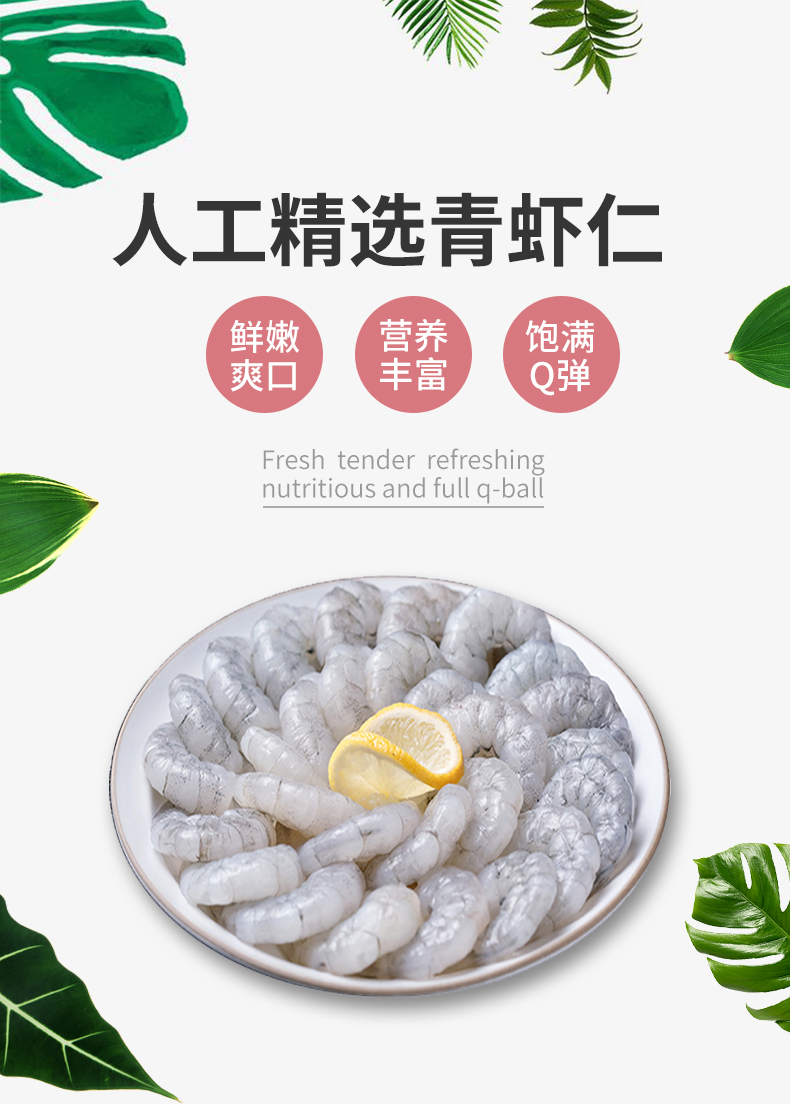 人工精选青虾仁
鲜嫩
爽口
营养
丰富
饱满
Q弹
Fresh tender refreshing
nutritious and full q-ball